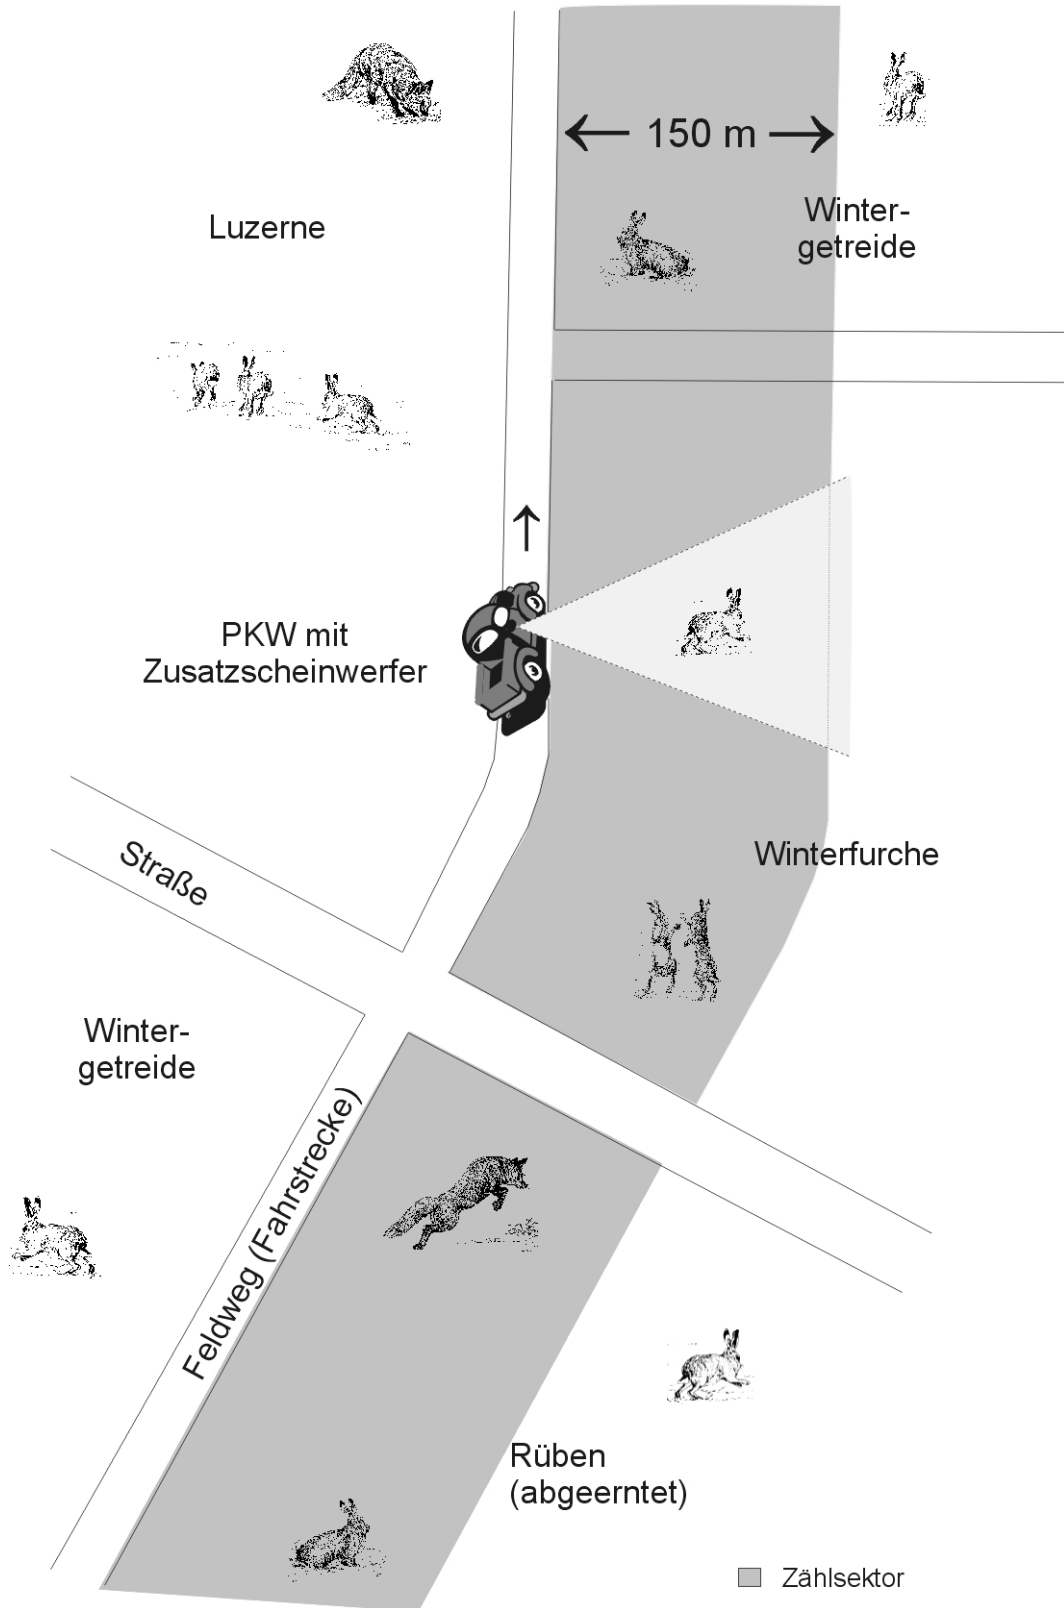 150 m
Luzerne
Winter-
getreide
PKW mit
Zusatzscheinwerfer
Straße
Winterfurche
Winter-
getreide
Feldweg (Fahrstrecke)
Rüben
(abgeerntet)
Zählsektor